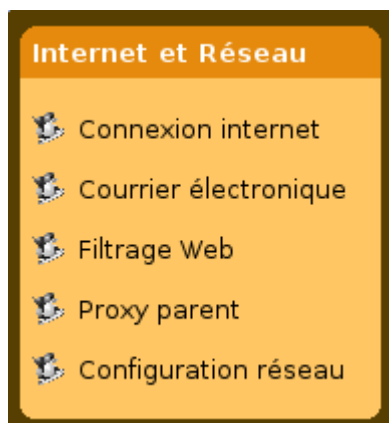 Internet et Réseau
Connexion internet
Courrier électronique
Filtrage Web
Proxy parent
Configuration réseau